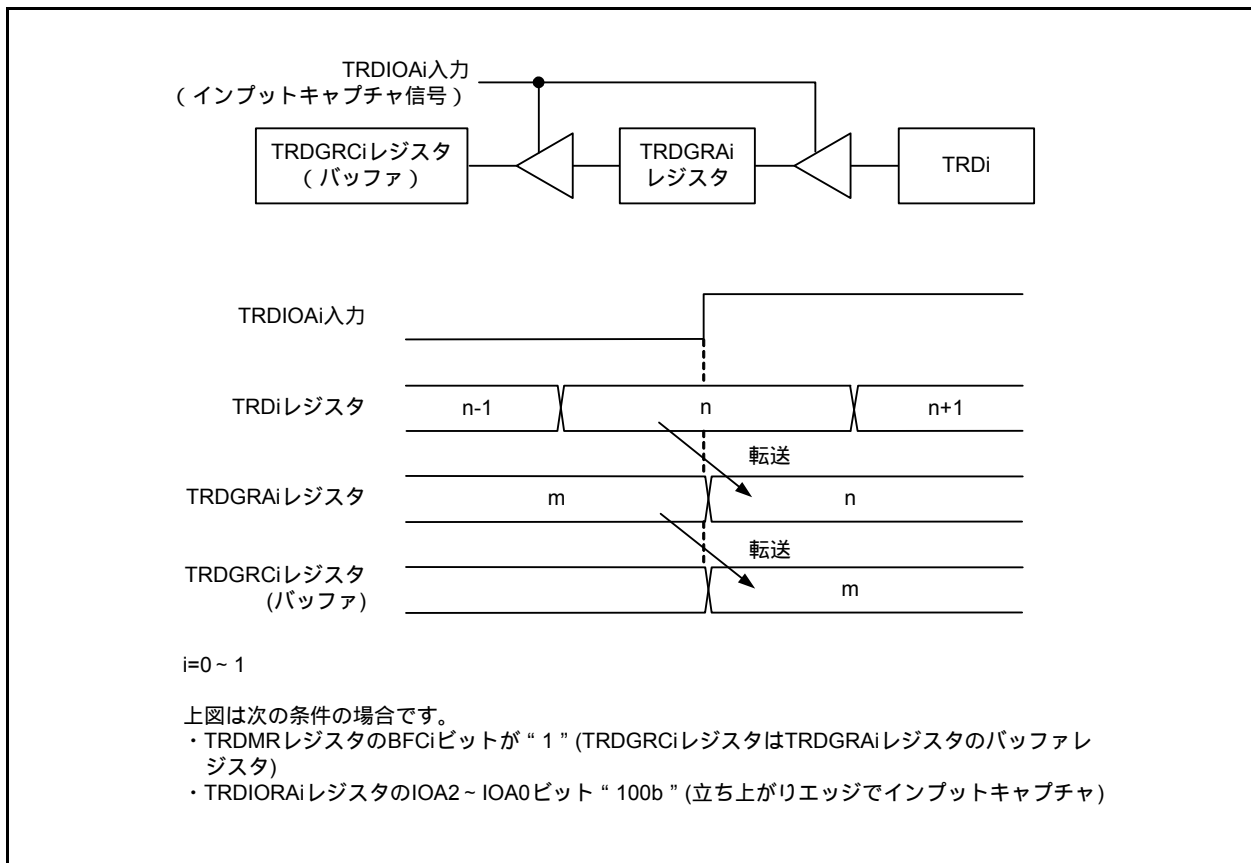 TRDIOAi入力
（インプットキャプチャ信号）
TRDGRCiレジスタ
（バッファ）
TRDGRAi
レジスタ
TRDi
TRDIOAi入力
TRDiレジスタ
n-1
n
n+1
転送
TRDGRAiレジスタ
m
n
転送
TRDGRCiレジスタ
(バッファ)
m
i=0～1
上図は次の条件の場合です。
・TRDMRレジスタのBFCiビットが“1”(TRDGRCiレジスタはTRDGRAiレジスタのバッファレ
ジスタ)
・TRDIORAiレジスタのIOA2～IOA0ビット“100b”(立ち上がりエッジでインプットキャプチャ)